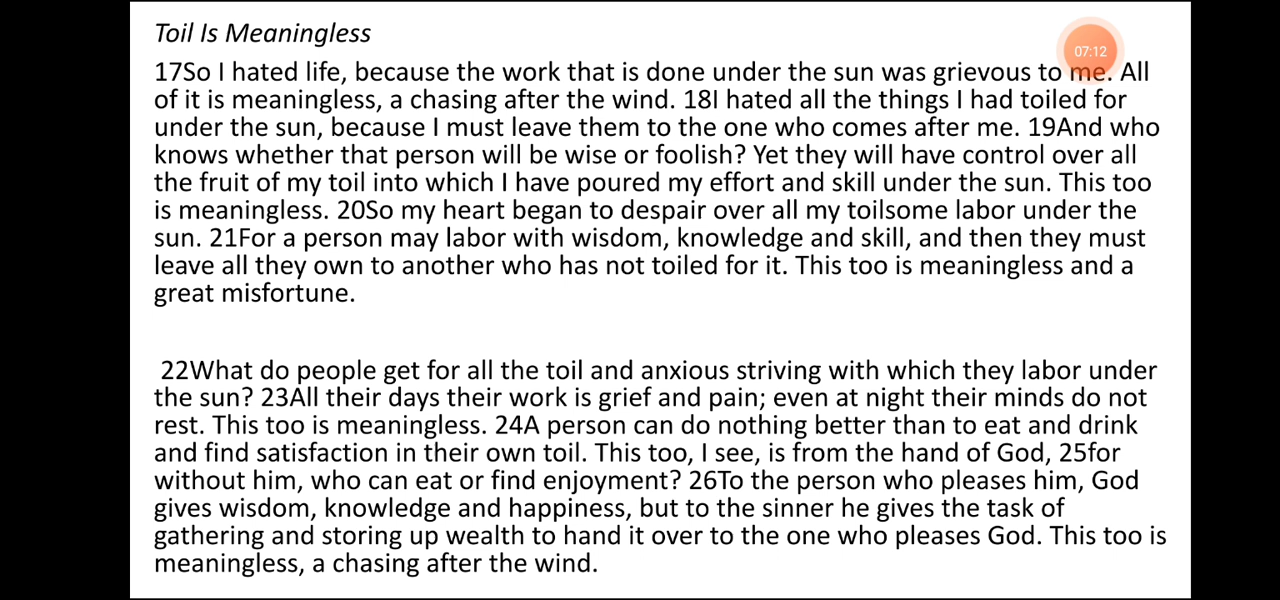 Toil Is Meaningless
07:12
17So I hated life, because the work that is done under the sun was grievous to me. All
of it is meaningless, a chasing after the wind. 18I hated all the things I had toiled for
under the sun, because I must leave them to the one who comes after me. 19And who
knows whether that person will be wise or foolish? Yet they will have control over all
the fruit of my toil into which I have poured my effort and skill under the sun. This too
is meaningless. 20So my heart began to despair over all my toilsome labor under the
sun. 21For a person may labor with wisdom, knowledge and skill, and then they must
leave all they own to another who has not toiled for it. This too is meaningless and a
great misfortune.
22What do people get for all the toil and anxious striving with which they labor under
the sun? 23All their days their work is grief and pain; even at night their minds do not
rest. This too is meaningless. 24A person can do nothing better than to eat and drink
and find satisfaction in their own toil. This too, I see, is from the hand of God, 25for
without him, who can eat or find enjoyment? 26To the person who pleases him, God
gives wisdom, knowledge and happiness, but to the sinner he gives the task of
gathering and storing up wealth to hand it over to the one who pleases God. This too is
meaningless, a chasing after the wind.